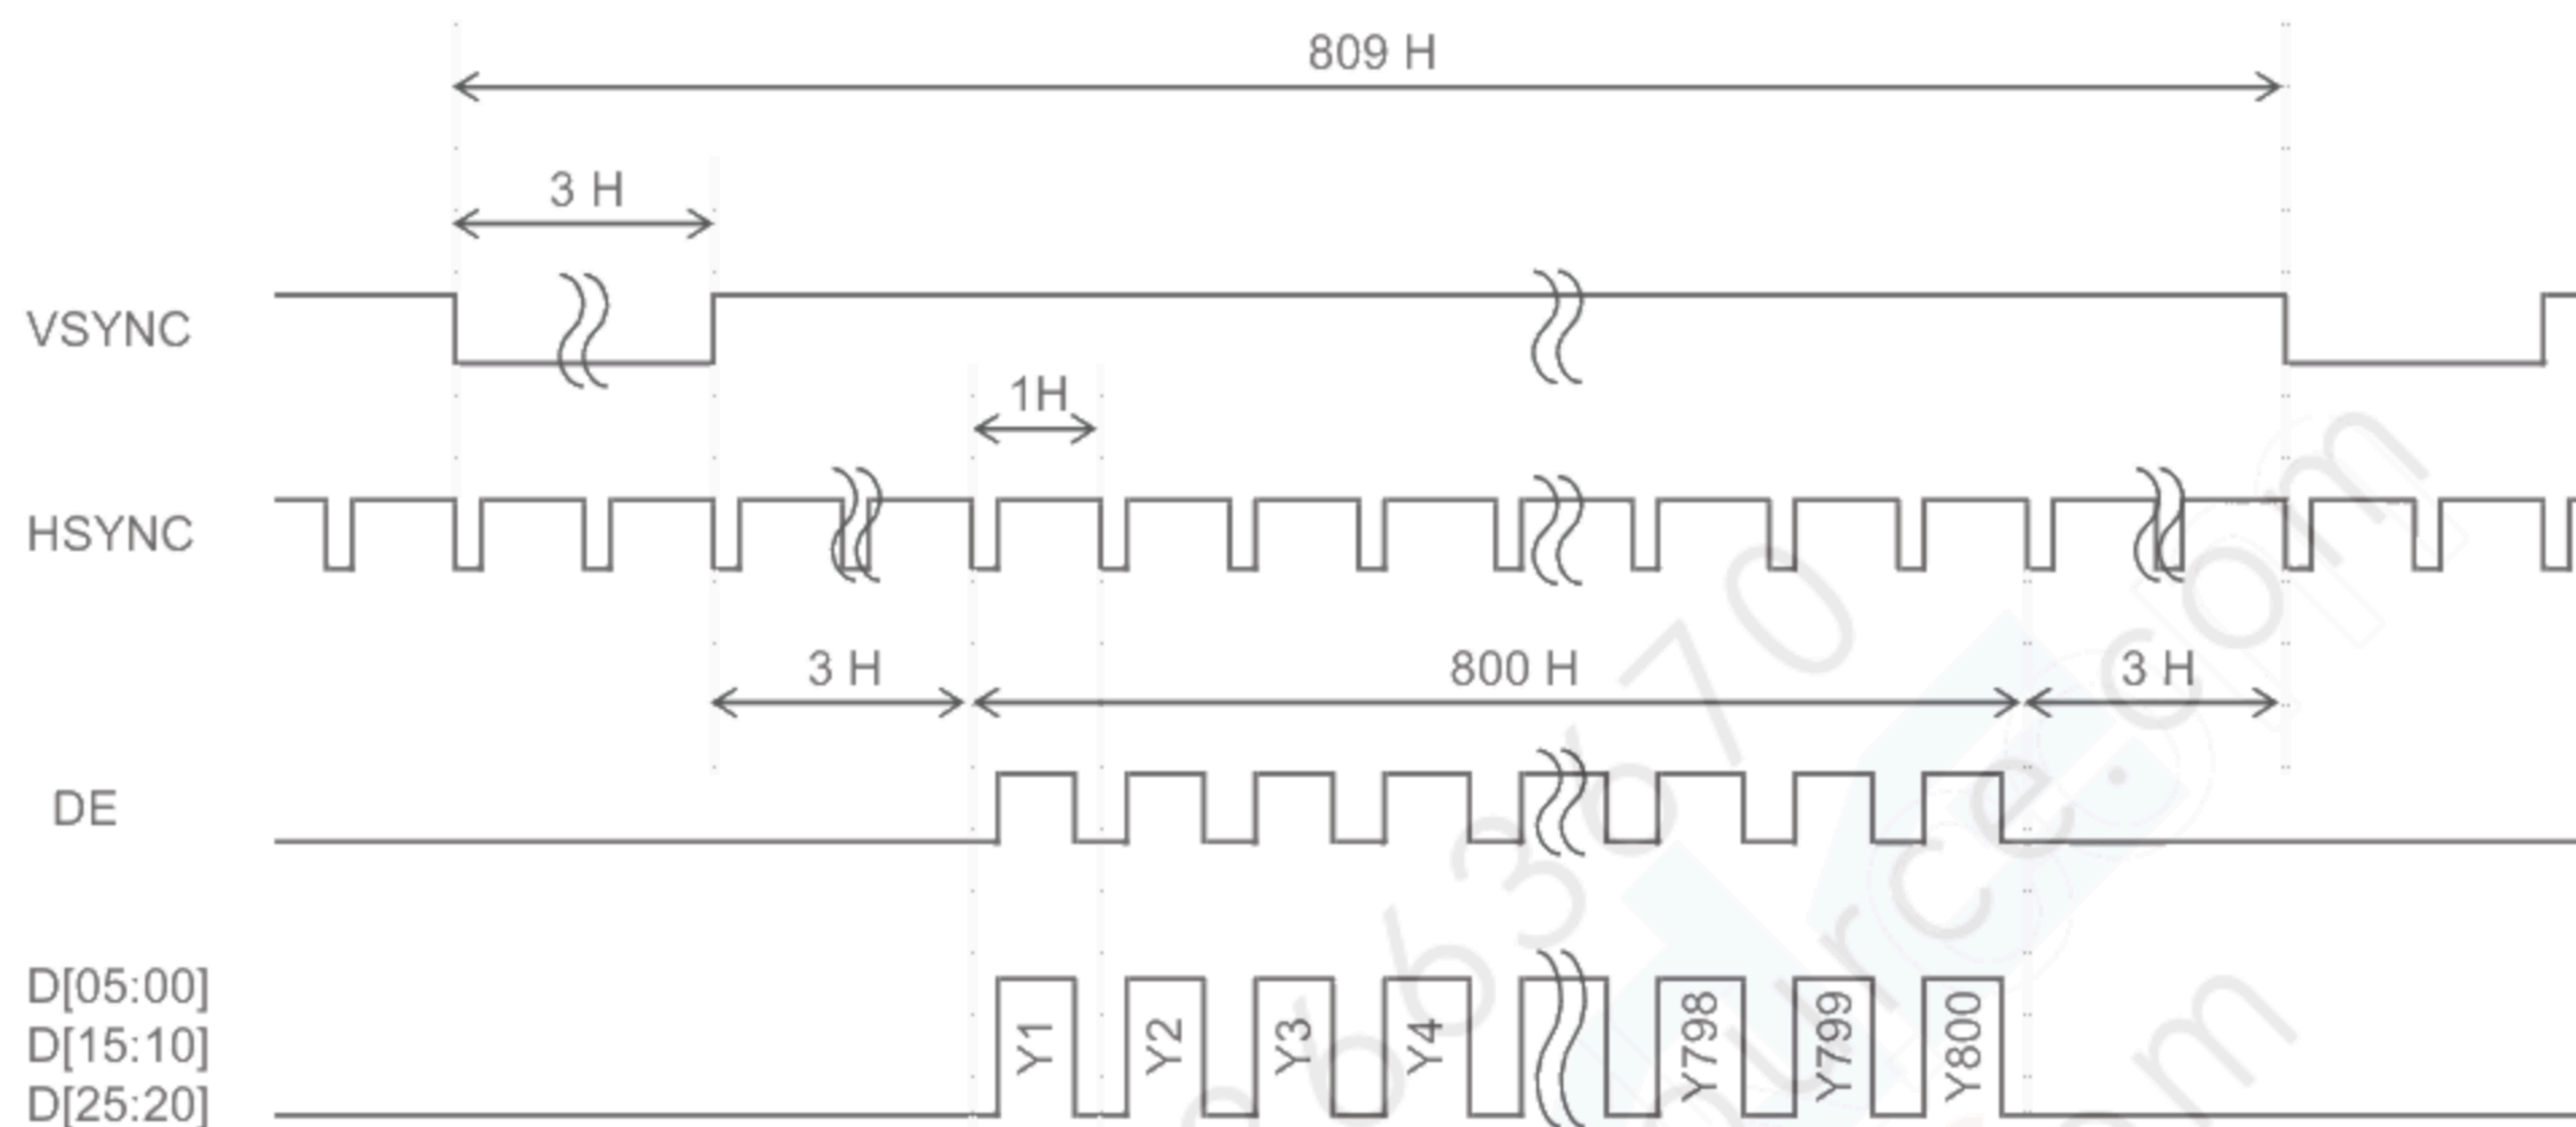 809 H
3 H
VSYNC
1H
HSYNC
3 H 800 H 3 H
DE
D[05:00]
D[15:10]
D[25:20]
Y1 Y2 Y3 Y4 Y798 Y799 Y800